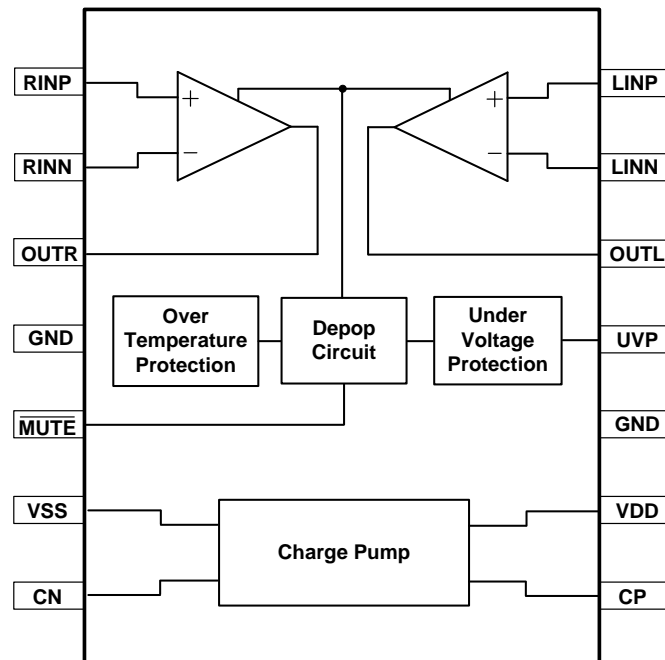 RINP
LINP
+
+
RINN
−
−
LINN
OUTR
OUTL
GND
Over
Temperature
Protection
Depop
Circuit
Under
Voltage
Protection
UVP
MUTE
GND
VSS
VDD
Charge Pump
CN
CP